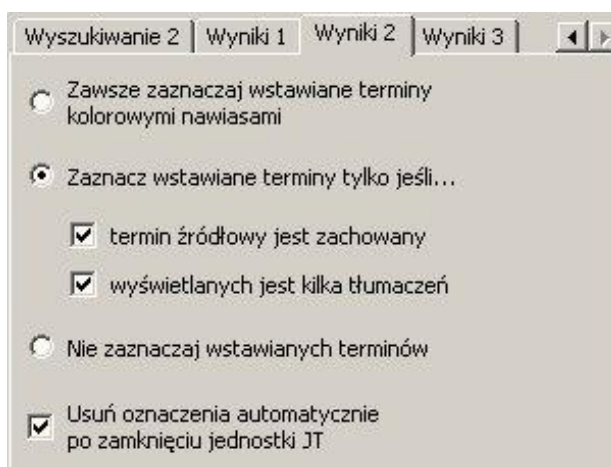 Wyszukiwanie 2 Wyniki 1 Wyniki 2 Wyniki 3
Zawsze zaznaczaj wstawiane terminy
kolorowymi nawiasami
Zaznacz wstawiane terminy tylko jeśli...
termin źródłowy jest zachowany
wyświetlanych jest kilka tłumaczeń
Nie zaznaczaj wstawianych terminów
Usuń oznaczenia automatycznie
po zamknięciu jednostki JT